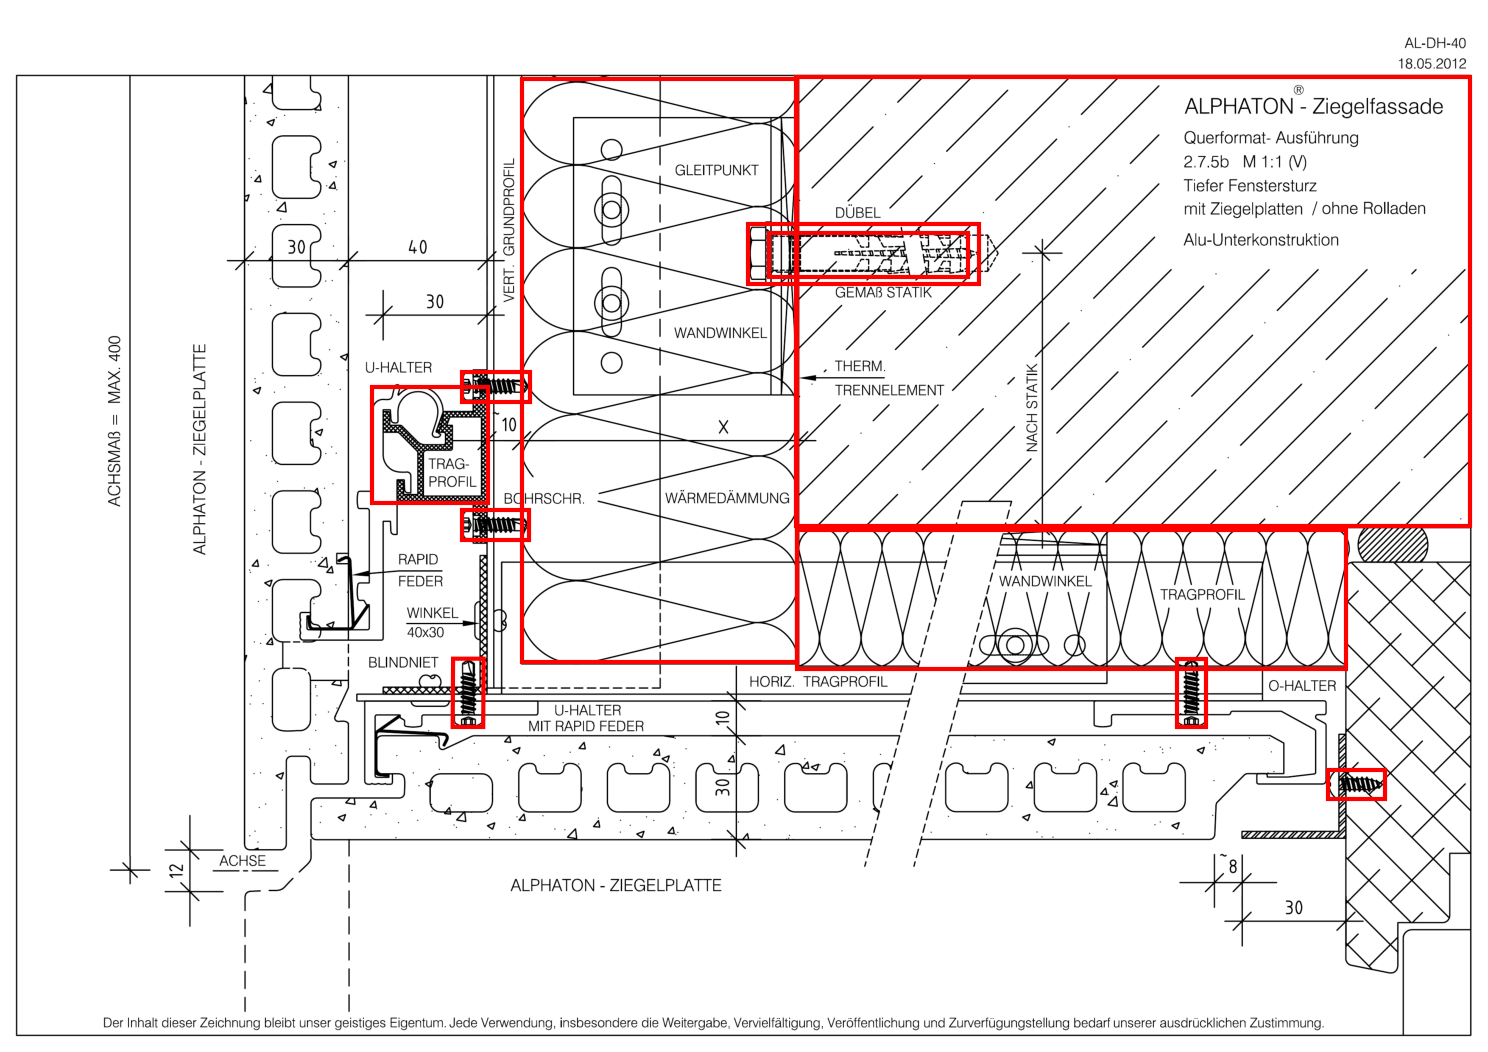 AL-DH-40
18.05.2012
ALPHATON® - Ziegelfassade
Querformat- Ausführung
2.7.5b M 1:1 (V)
Tiefer Fenstersturz
mit Ziegelplatten / ohne Rolladen
Alu-Unterkonstruktion
GLEITPUNKT
DÜBEL
GEMAß STATIK
VERT. GRUNDPROFIL
30
40
30
WANDWINKEL
THERM.
TRENNELEMENT
NACH STATIK
ACHSMAß = MAX. 400
ALPHATON - ZIEGELPLATTE
U-HALTER
~10
X
TRAG-
PROFIL
BOHRSCHR.
WÄRMEDÄMMUNG
RAPID
FEDER
WINKEL
40x30
WANDWINKEL
TRAGPROFIL
BLINDNIET
HORIZ. TRAGPROFIL
O-HALTER
U-HALTER
MIT RAPID FEDER
10
30
ACHSE
12
ALPHATON - ZIEGELPLATTE
~8
30
Der Inhalt dieser Zeichnung bleibt unser geistiges Eigentum. Jede Verwendung, insbesondere die Weitergabe, Vervielfältigung, Veröffentlichung und Zurverfügungstellung bedarf unserer ausdrücklichen Zustimmung.